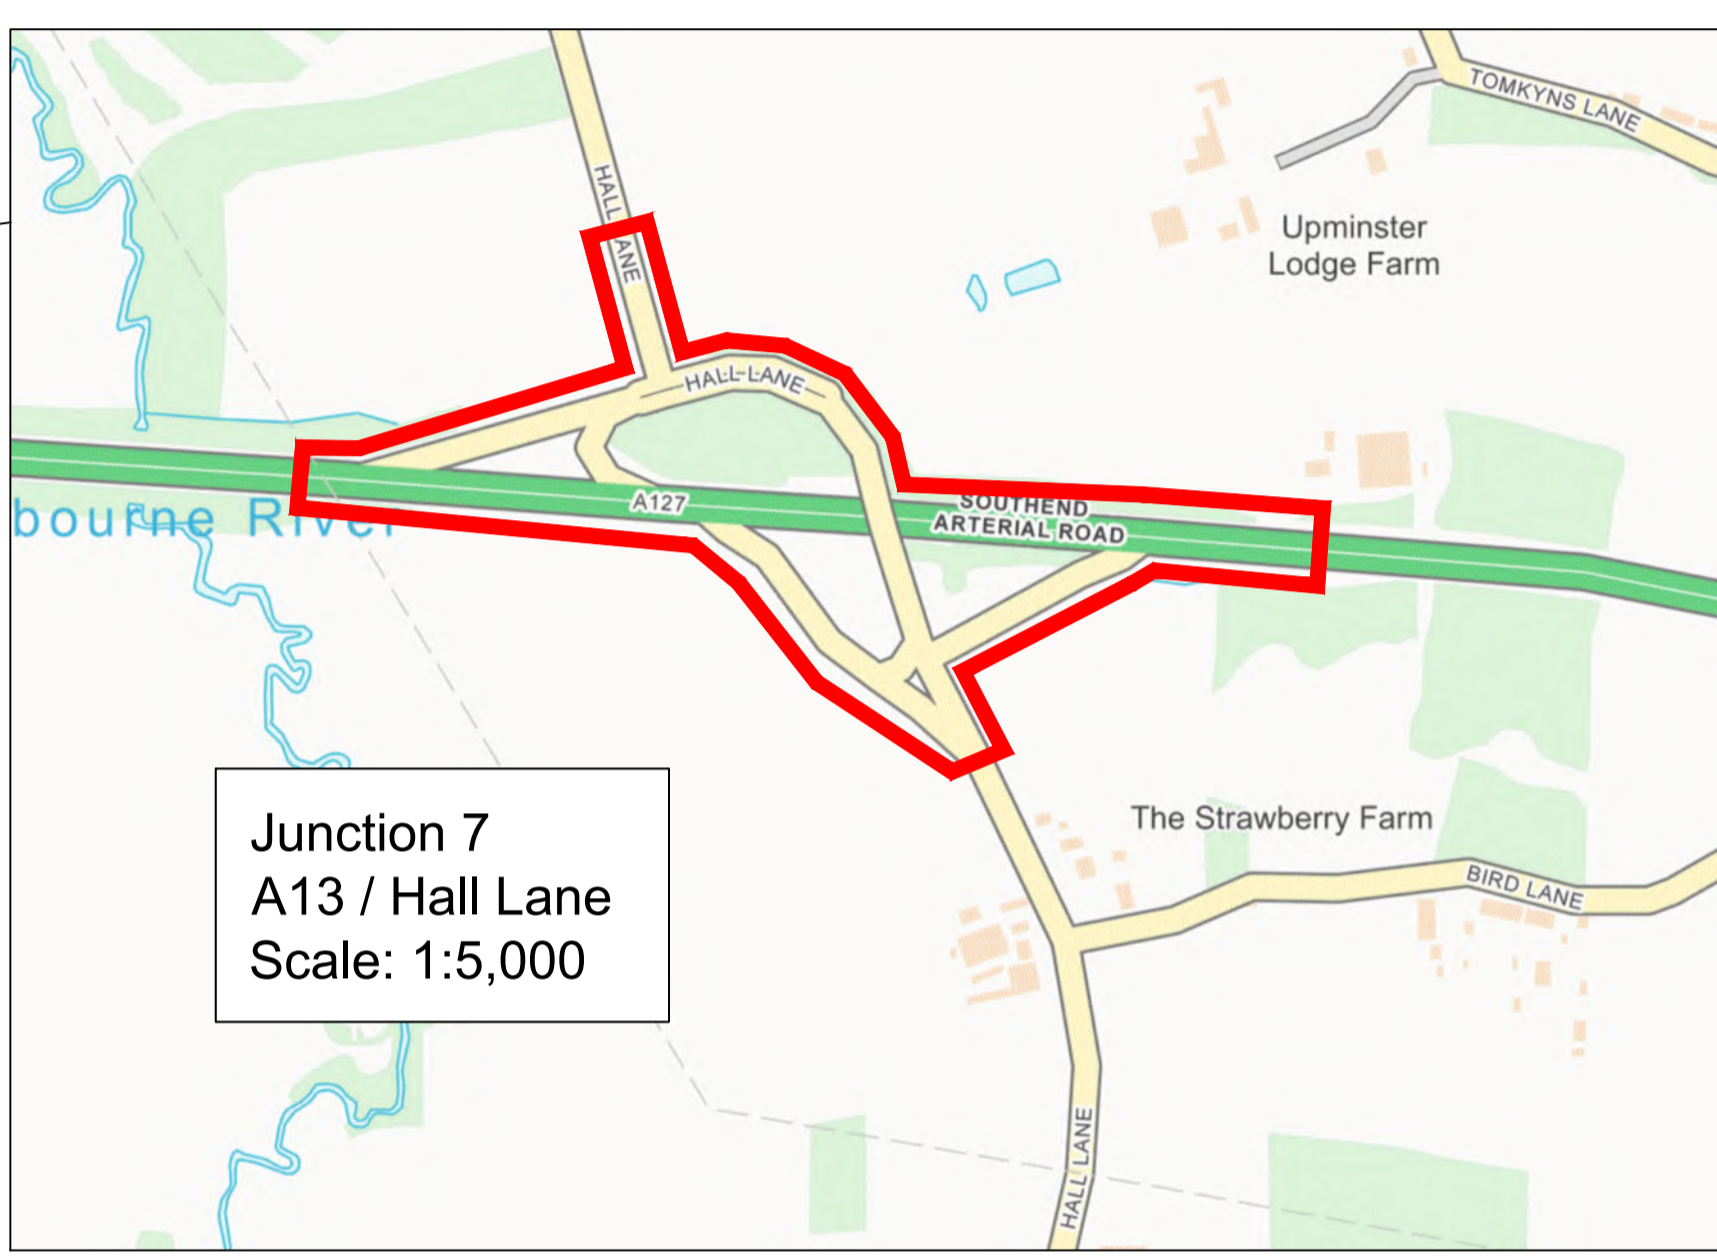 TOMKYNS LANE
HALL LANE
Upminster
Lodge Farm
HALL LANE
A127
SOUTHEND
ARTERIAL ROAD
bourne River
The Strawberry Farm
BIRD LANE
Junction 7
A13 / Hall Lane
Scale: 1:5,000
HALL LANE